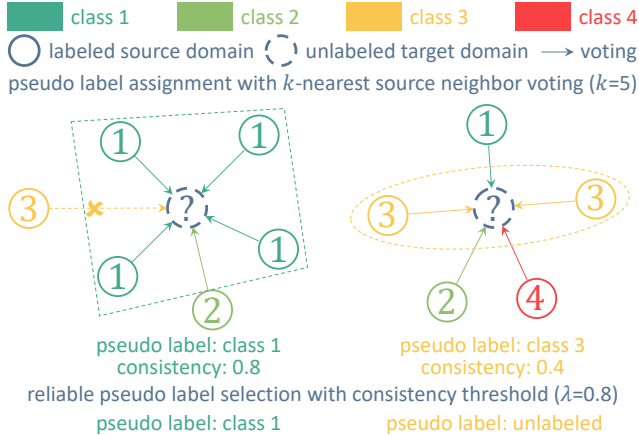 class 1 class 2 class 3 class 4
labeled source domain unlabeled target domain voting
pseudo label assignment with k-nearest source neighbor voting (k=5)
1 1 1
3 ? 3 ? 3
1 1 2 4
2
pseudo label: class 1 pseudo label: class 3
consistency: 0.8 consistency: 0.4
reliable pseudo label selection with consistency threshold (λ=0.8)
pseudo label: class 1 pseudo label: unlabeled